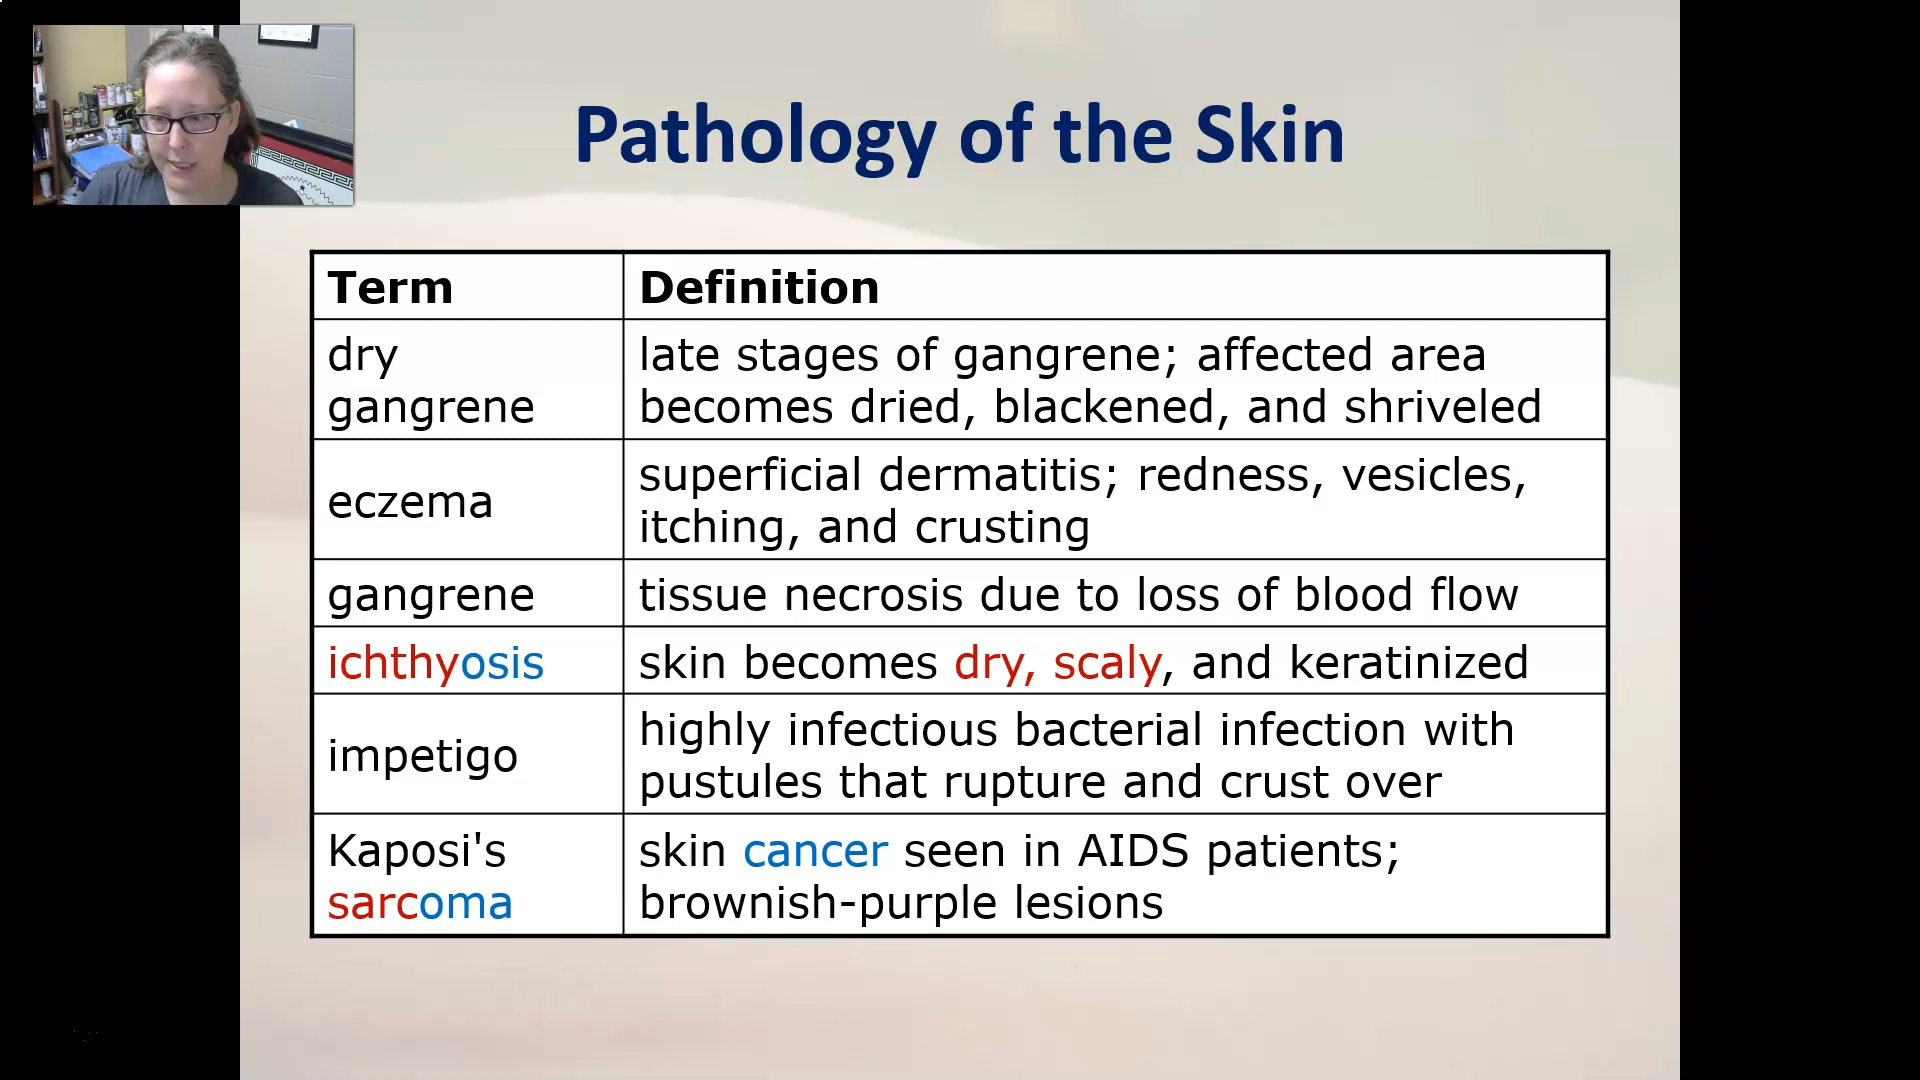 Pathology of the Skin
Term
Definition
dry
gangrene
late stages of gangrene; affected area
becomes dried, blackened, and shriveled
eczema
superficial dermatitis; redness, vesicles,
itching, and crusting
gangrene
tissue necrosis due to loss of blood flow
ichthyosis
skin becomes dry, scaly, and keratinized
impetigo
highly infectious bacterial infection with
pustules that rupture and crust over
Kaposi's
sarcoma
skin cancer seen in AIDS patients;
brownish-purple lesions